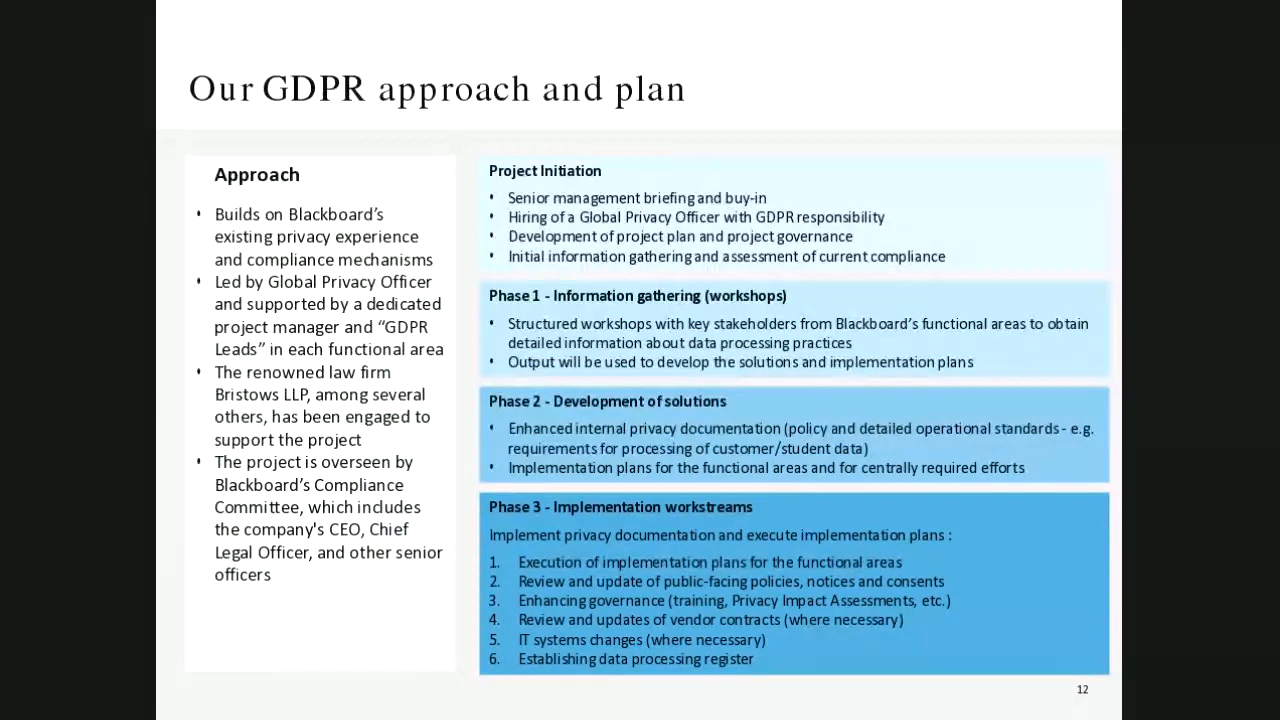 Our GDPR approach and plan
Approach
• Builds on Blackboard's
existing privacy experience
and compliance mechanisms
• Led by Global Privacy Officer
and supported by a dedicated
project manager and “GDPR
Leads” in each functional area
• The renowned law firm
Bristows LLP, among several
others, has been engaged to
support the project
• The project is overseen by
Blackboard's Compliance
Committee, which includes
the company's CEO, Chief
Legal Officer, and other senior
officers
Project Initiation
• Senior management briefing and buy-in
• Hiring of a Global Privacy Officer with GDPR responsibility
• Development of project plan and project governance
• Initial information gathering and assessment of current compliance
Phase 1 - Information gathering (workshops)
• Structured workshops with key stakeholders from Blackboard's functional areas to obtain
detailed information about data processing practices
• Output will be used to develop the solutions and implementation plans
Phase 2 - Development of solutions
• Enhanced internal privacy documentation (policy and detailed operational standards - e.g.
requirements for processing of customer/student data)
• Implementation plans for the functional areas and for centrally required efforts
Phase 3 - Implementation workstreams
Implement privacy documentation and execute implementation plans :
1. Execution of implementation plans for the functional areas
2. Review and update of public-facing policies, notices and consents
3. Enhancing governance (training, Privacy Impact Assessments, etc.)
4. Review and updates of vendor contracts (where necessary)
5. IT systems changes (where necessary)
6. Establishing data processing register
12